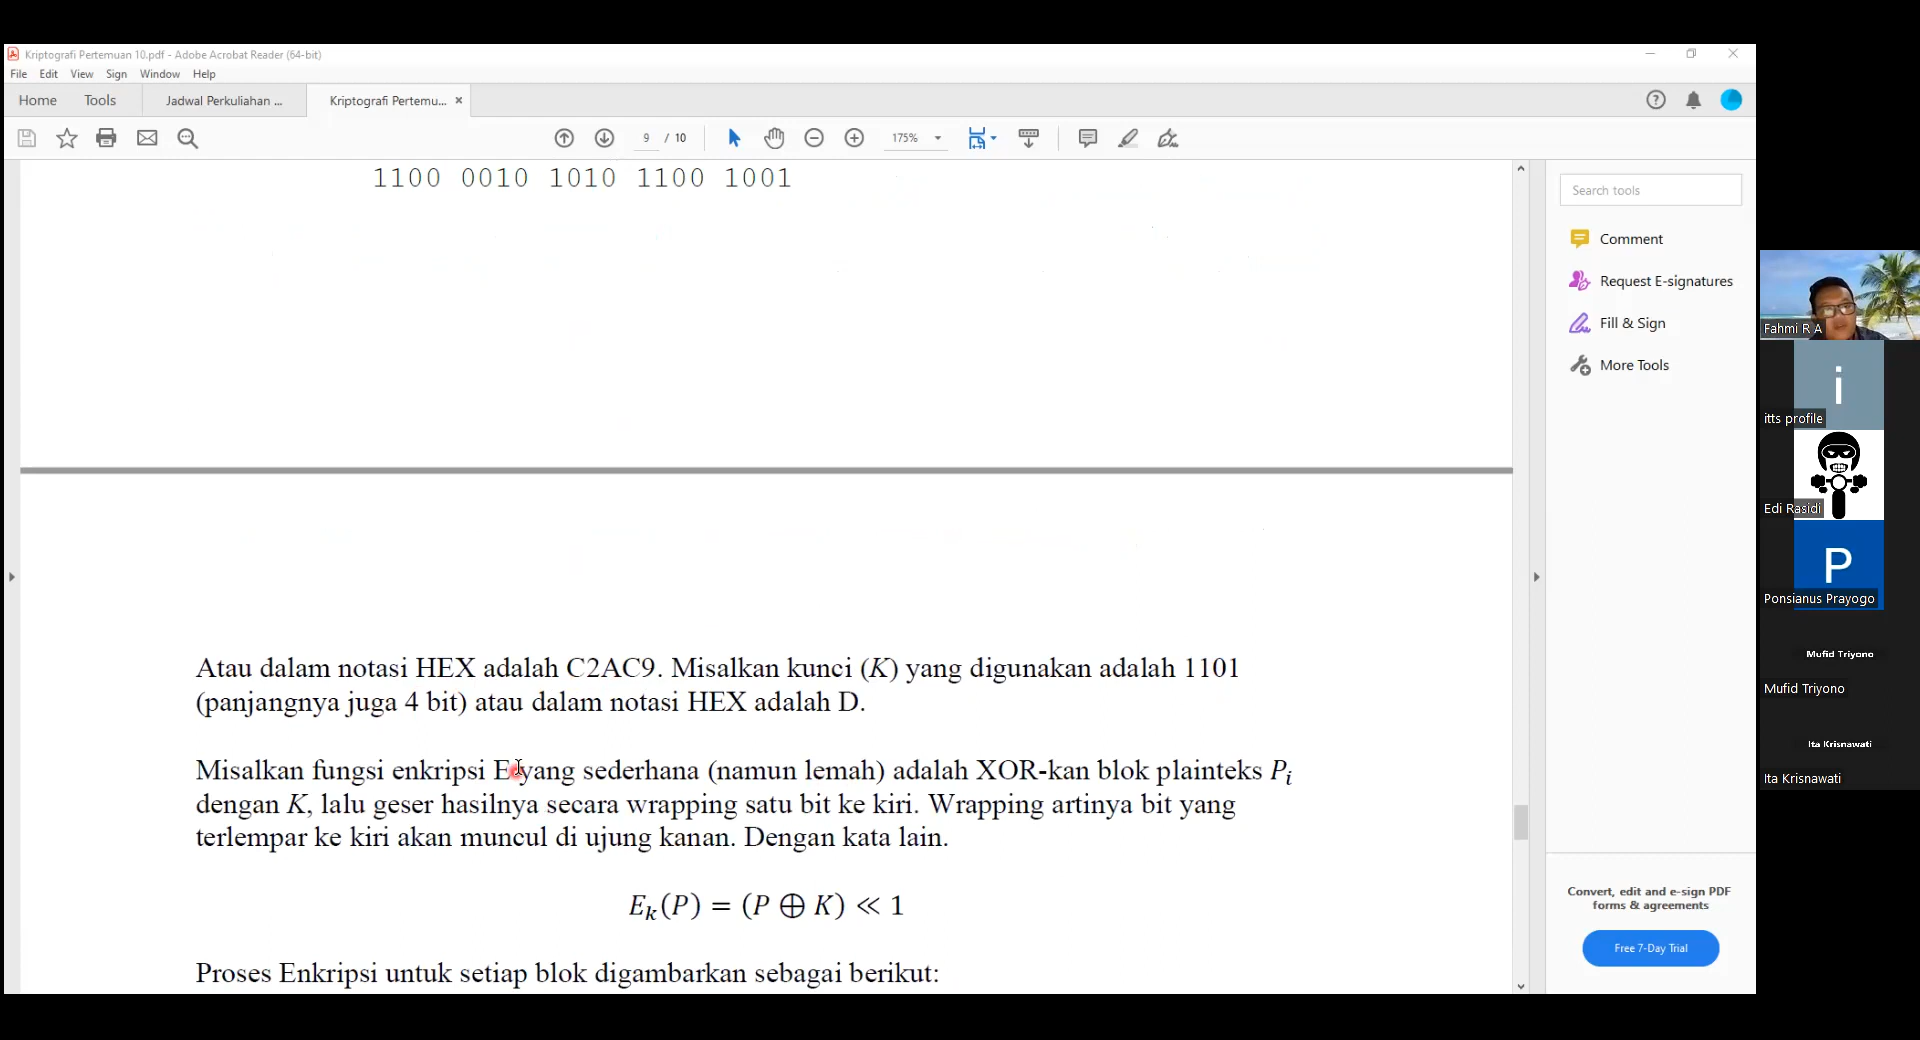 Kriptografi Pertemuan 10.pdf - Adobe Acrobat Reader (64-bit)
File Edit View Sign Window Help
Home Tools Jadwal Perkuliahan ... Kriptografi Pertemu... ×
9 / 10 175%
1100 0010 1010 1100 1001
Atau dalam notasi HEX adalah C2AC9. Misalkan kunci (K) yang digunakan adalah 1101
(panjangnya juga 4 bit) atau dalam notasi HEX adalah D.
Misalkan fungsi enkripsi E yang sederhana (namun lemah) adalah XOR-kan blok plainteks Pᵢ
dengan K, lalu geser hasilnya secara wrapping satu bit ke kiri. Wrapping artinya bit yang
terlempar ke kiri akan muncul di ujung kanan. Dengan kata lain.
Eₖ(P) = (P ⊕ K) ≪ 1
Proses Enkripsi untuk setiap blok digambarkan sebagai berikut:
Search tools
Comment
Request E-signatures
Fill & Sign
More Tools
Convert, edit and e-sign PDF
forms & agreements
Free 7-Day Trial
Fahmi R A
i
itts profile
Edi Rasidi
P
Ponsianus Prayogo
Mufid Triyono
Mufid Triyono
Ita Krisnawati
Ita Krisnawati